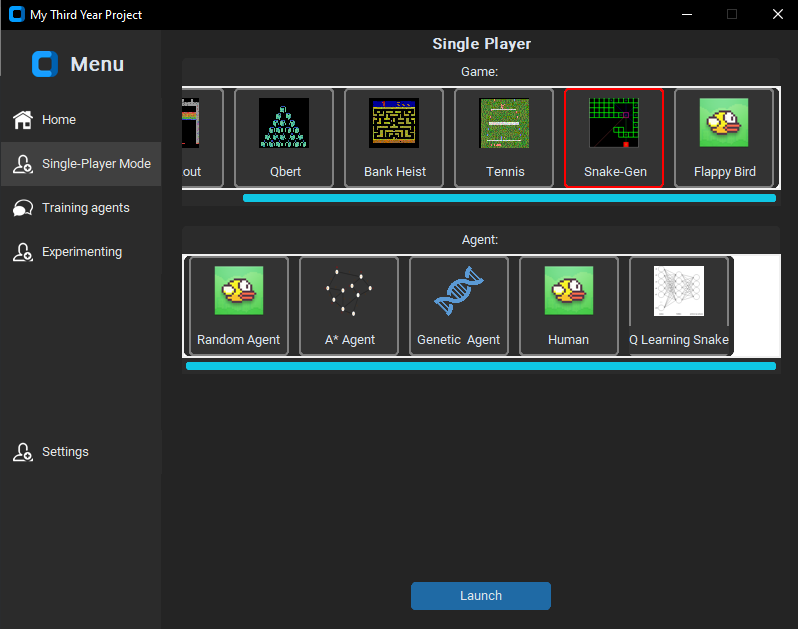 My Third Year Project
Menu
Home
Single-Player Mode
Training agents
Experimenting
Settings
Single Player
Game:
out
Qbert
Bank Heist
Tennis
Snake-Gen
Flappy Bird
Agent:
Random Agent
A* Agent
Genetic  Agent
Human
Q Learning Snake
Launch